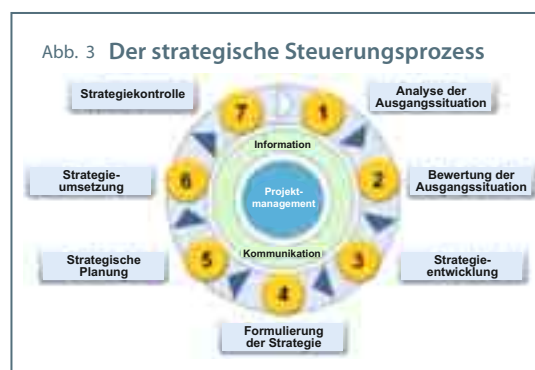 Abb. 3 Der strategische Steuerungsprozess
Strategiekontrolle
7
1
Analyse der
Ausgangssituation
Information
Strategie-
umsetzung
6
Projekt-
management
2
Bewertung der
Ausgangssituation
Strategische
Planung
5
Kommunikation
3
Strategie-
entwicklung
4
Formulierung
der Strategie